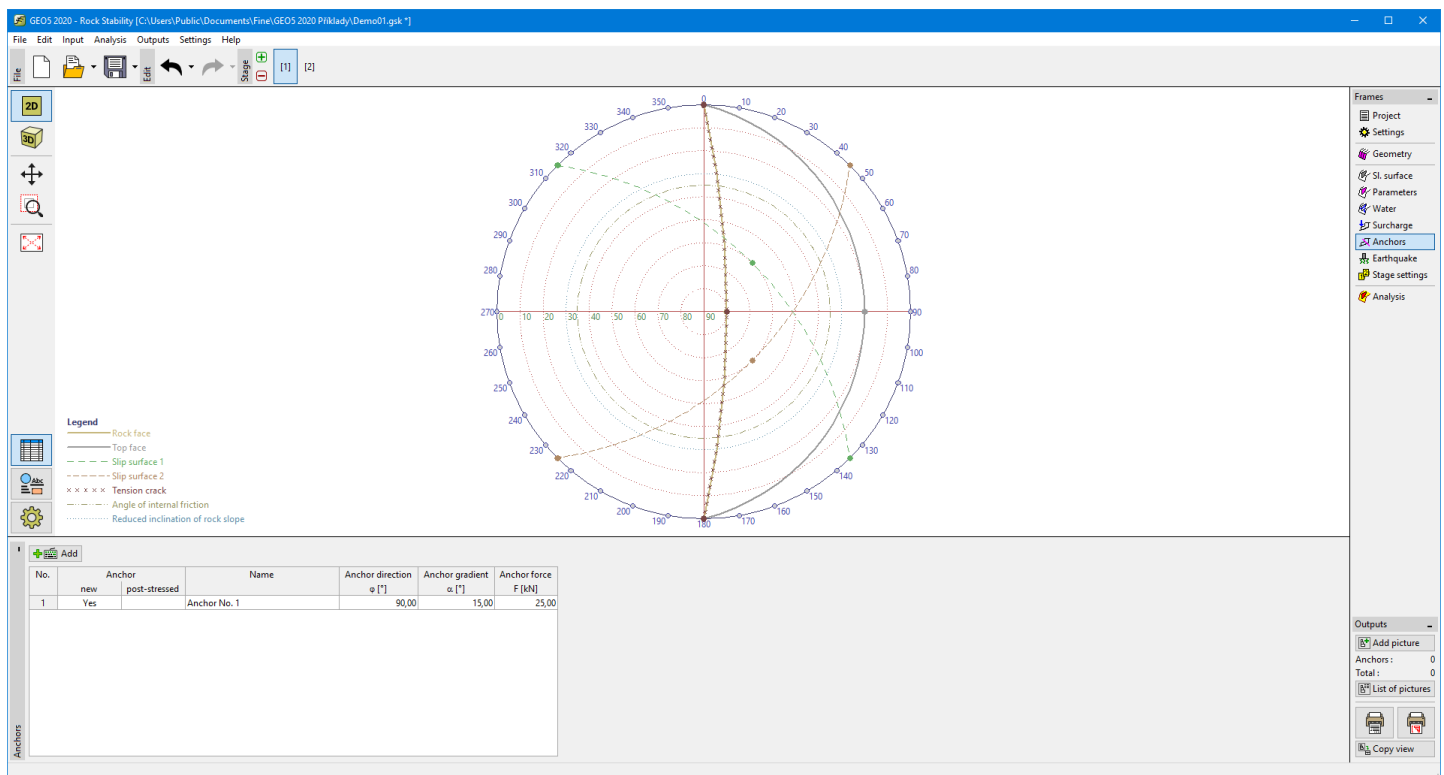 GEO5 2020 - Rock Stability [C:\Users\Public\Documents\Fine\GEO5 2020 Příklady\Demo01.gsk *]
File Edit Input Analysis Outputs Settings Help
File
Edit
Stage
[1] [2]
2D
3D
Abc
0
10
20
30
40
50
60
70
80
90
100
110
120
130
140
150
160
170
180
190
200
210
220
230
240
250
260
270
280
290
300
310
320
330
340
350
0 10 20 30 40 50 60 70 80 90
Legend
Rock face
Top face
Slip surface 1
Slip surface 2
Tension crack
Angle of internal friction
Reduced inclination of rock slope
Frames
Project
Settings
Geometry
Sl. surface
Parameters
Water
Surcharge
Anchors
Earthquake
Stage settings
Analysis
Add
No. Anchor Name Anchor direction Anchor gradient Anchor force
new post-stressed φ [°] α [°] F [kN]
1 Yes Anchor No. 1 90,00 15,00 25,00
Anchors
Outputs
Add picture
Anchors : 0
Total : 0
List of pictures
Copy view